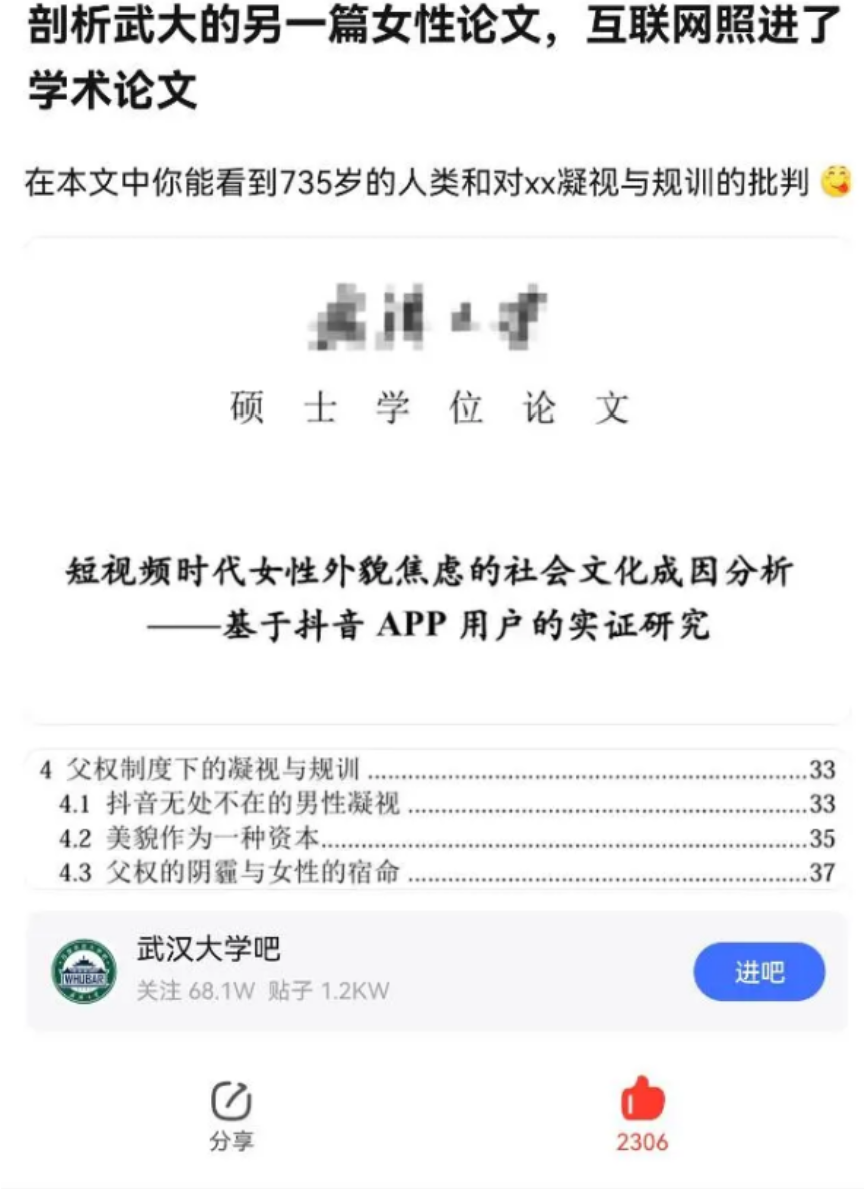 剖析武大的另一篇女性论文，互联网照进了
学术论文
在本文中你能看到735岁的人类和对xx凝视与规训的批判
硕士学位论文
短视频时代女性外貌焦虑的社会文化成因分析
——基于抖音 APP 用户的实证研究
4 父权制度下的凝视与规训 ........................................ 33
4.1 抖音无处不在的男性凝视 ........................................ 33
4.2 美貌作为一种资本 ........................................ 35
4.3 父权的阴霾与女性的宿命 ........................................ 37
WHUBAR
武汉大学吧
关注 68.1W 贴子 1.2KW
进吧
分享
2306